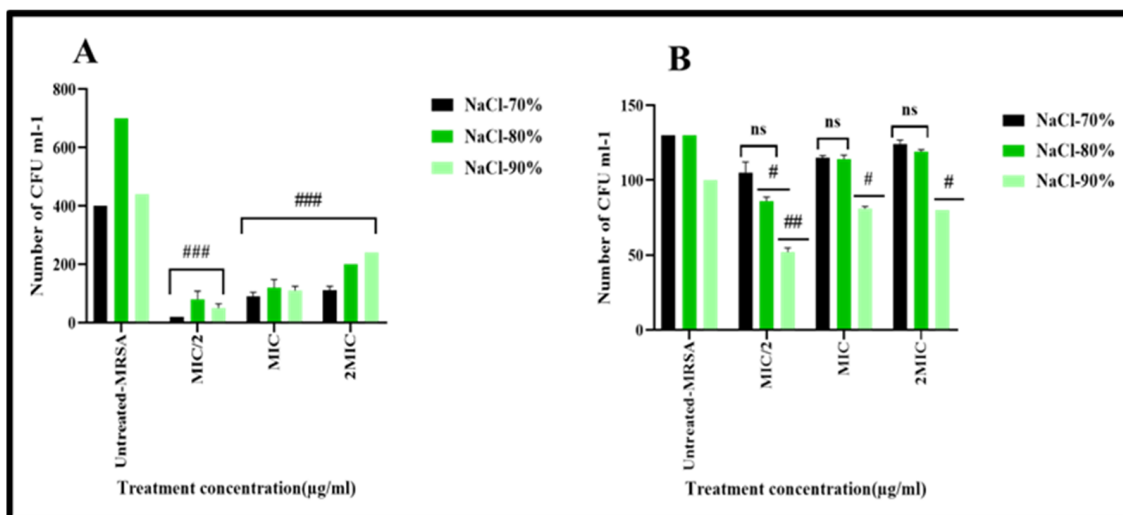 A
Number of CFU ml-1
800
600
400
200
0
###
###
Untreated-MRSA
MIC/2
MIC
2MIC
Treatment concentration(µg/ml)
NaCl-70%
NaCl-80%
NaCl-90%
B
Number of CFU ml-1
150
100
50
0
ns
#
##
ns
#
ns
#
Untreated-MRSA
MIC/2
MIC
2MIC
Treatment concentration(µg/ml)
NaCl-70%
NaCl-80%
NaCl-90%